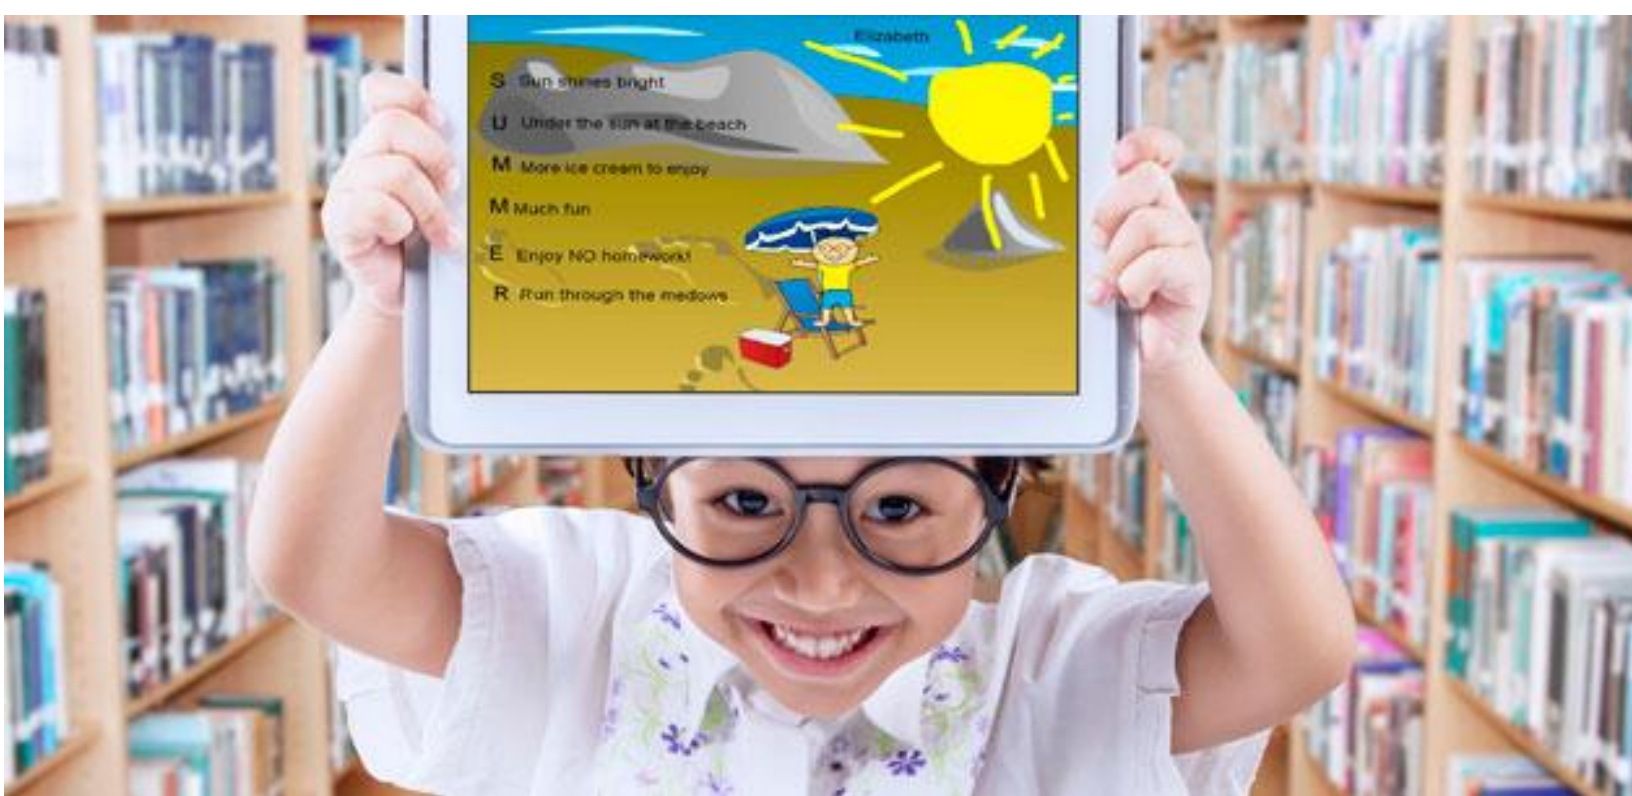 Elizabeth
S Sun shines bright
U Under the sun at the beach
M More ice cream to enjoy
M Much fun
E Enjoy NO homework!
R Run through the medows